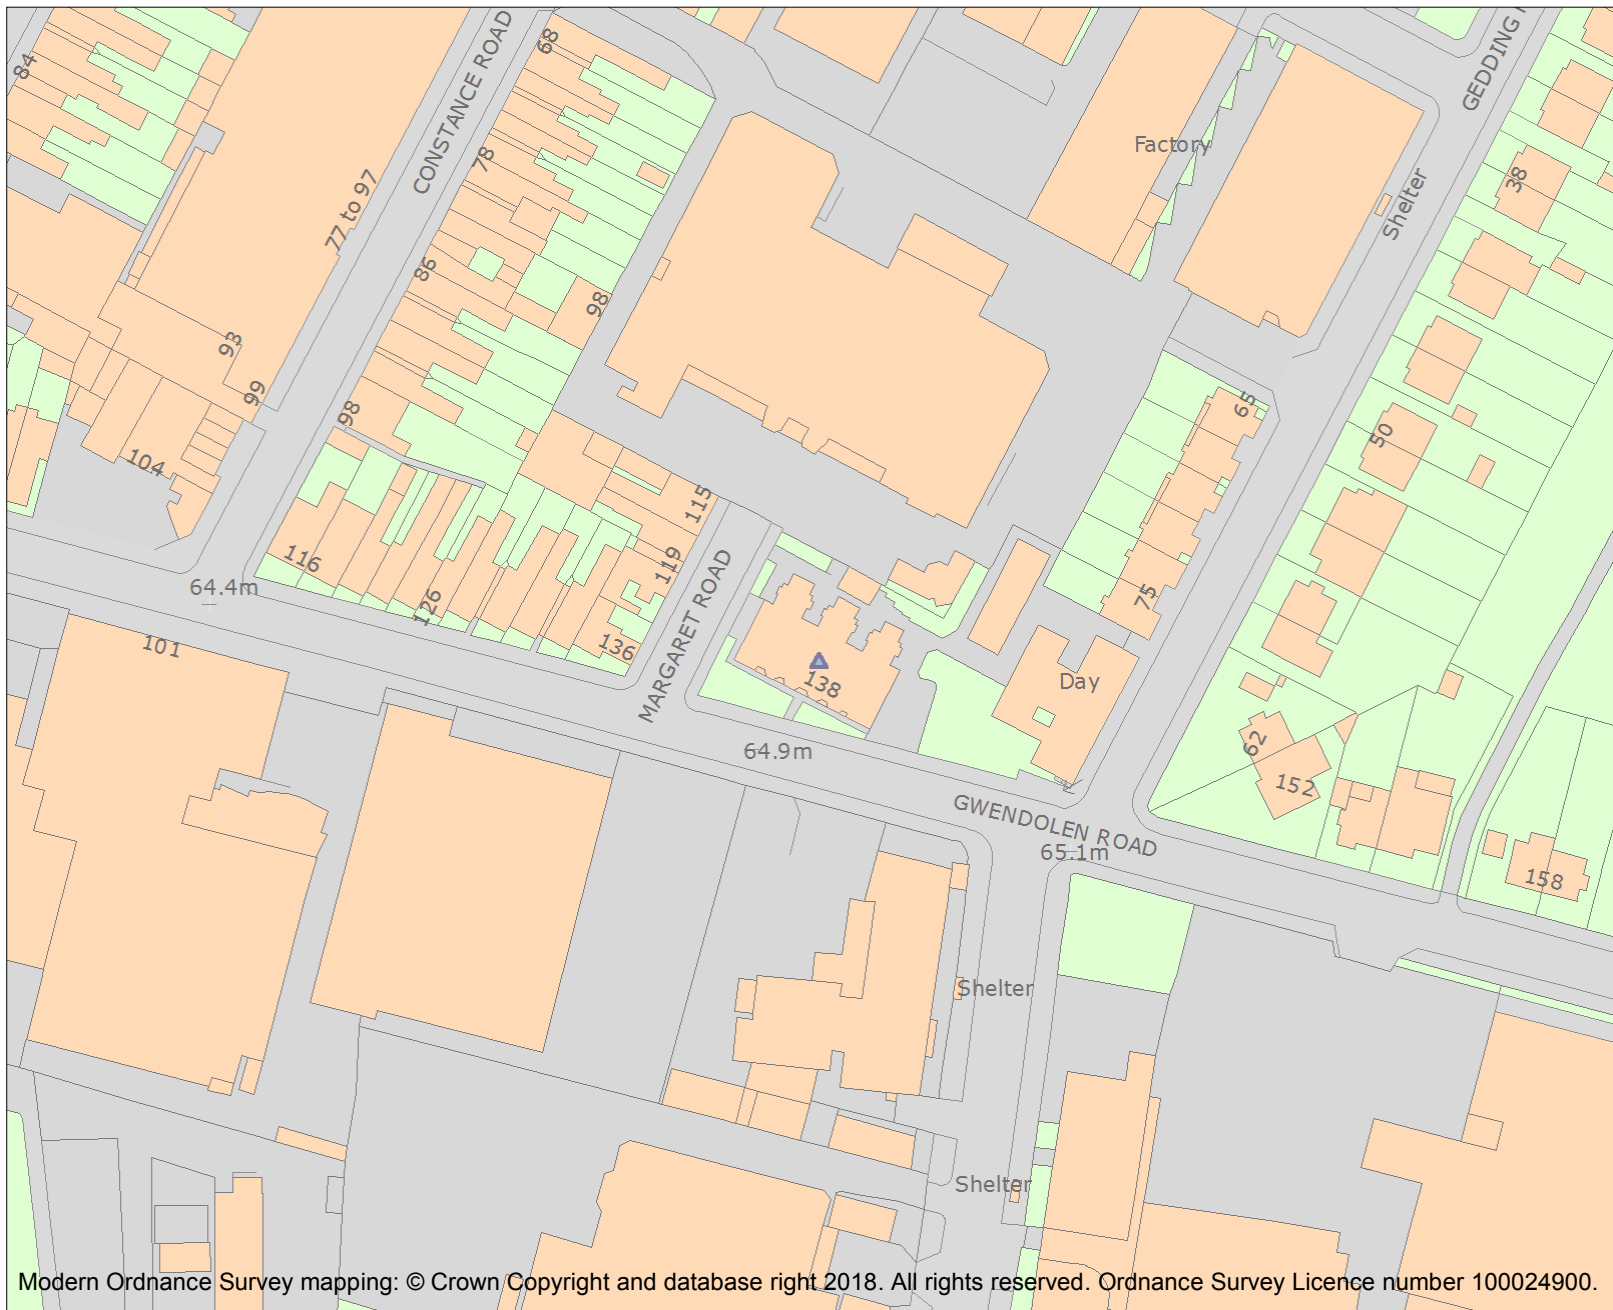 84
68
CONSTANCE ROAD
GEDDING
Factory
78
77 to 97
38
Shelter
86
98
93
99
98
65
50
104
115
116
119
64.4m
126
75
MARGARET ROAD
101
136
138
Day
62
64.9m
152
GWENDOLEN ROAD
65.1m
158
Shelter
Shelter
Modern Ordnance Survey mapping: © Crown Copyright and database right 2018. All rights reserved. Ordnance Survey Licence number 100024900.